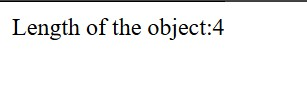 Length of the object:4